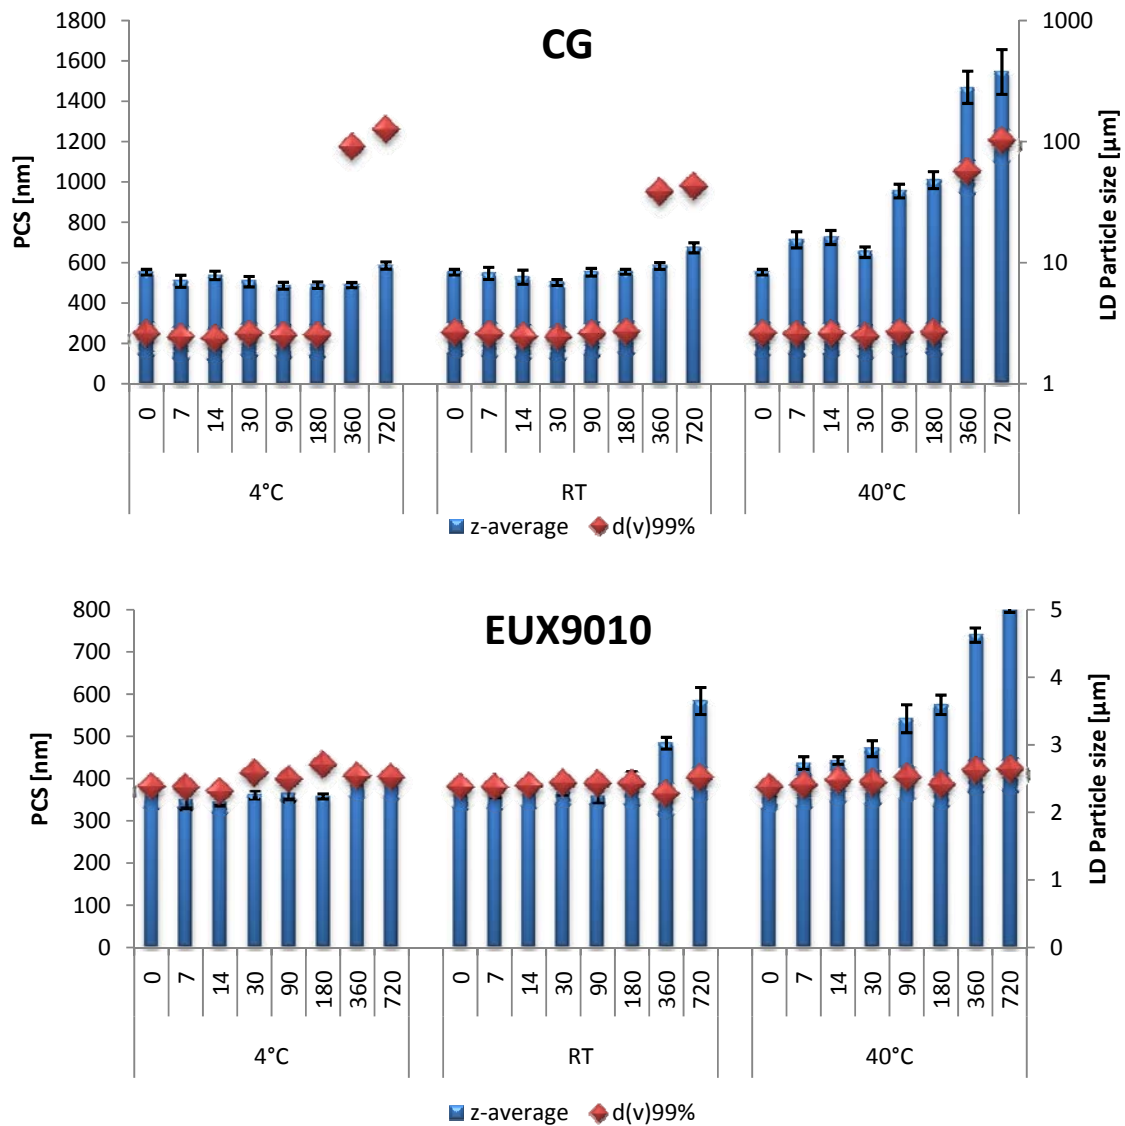 CG
PCS [nm]
LD Particle size [µm]
1800 1000
1600
1400
1200 100
1000
800
600 10
400
200
0 1
0 7 14 30 90 180 360 720 0 7 14 30 90 180 360 720 0 7 14 30 90 180 360 720
4°C RT 40°C
z-average d(v)99%
EUX9010
PCS [nm]
LD Particle size [µm]
800 5
700
600 4
500 3
400
300 2
200
100 1
0 0
0 7 14 30 90 180 360 720 0 7 14 30 90 180 360 720 0 7 14 30 90 180 360 720
4°C RT 40°C
z-average d(v)99%